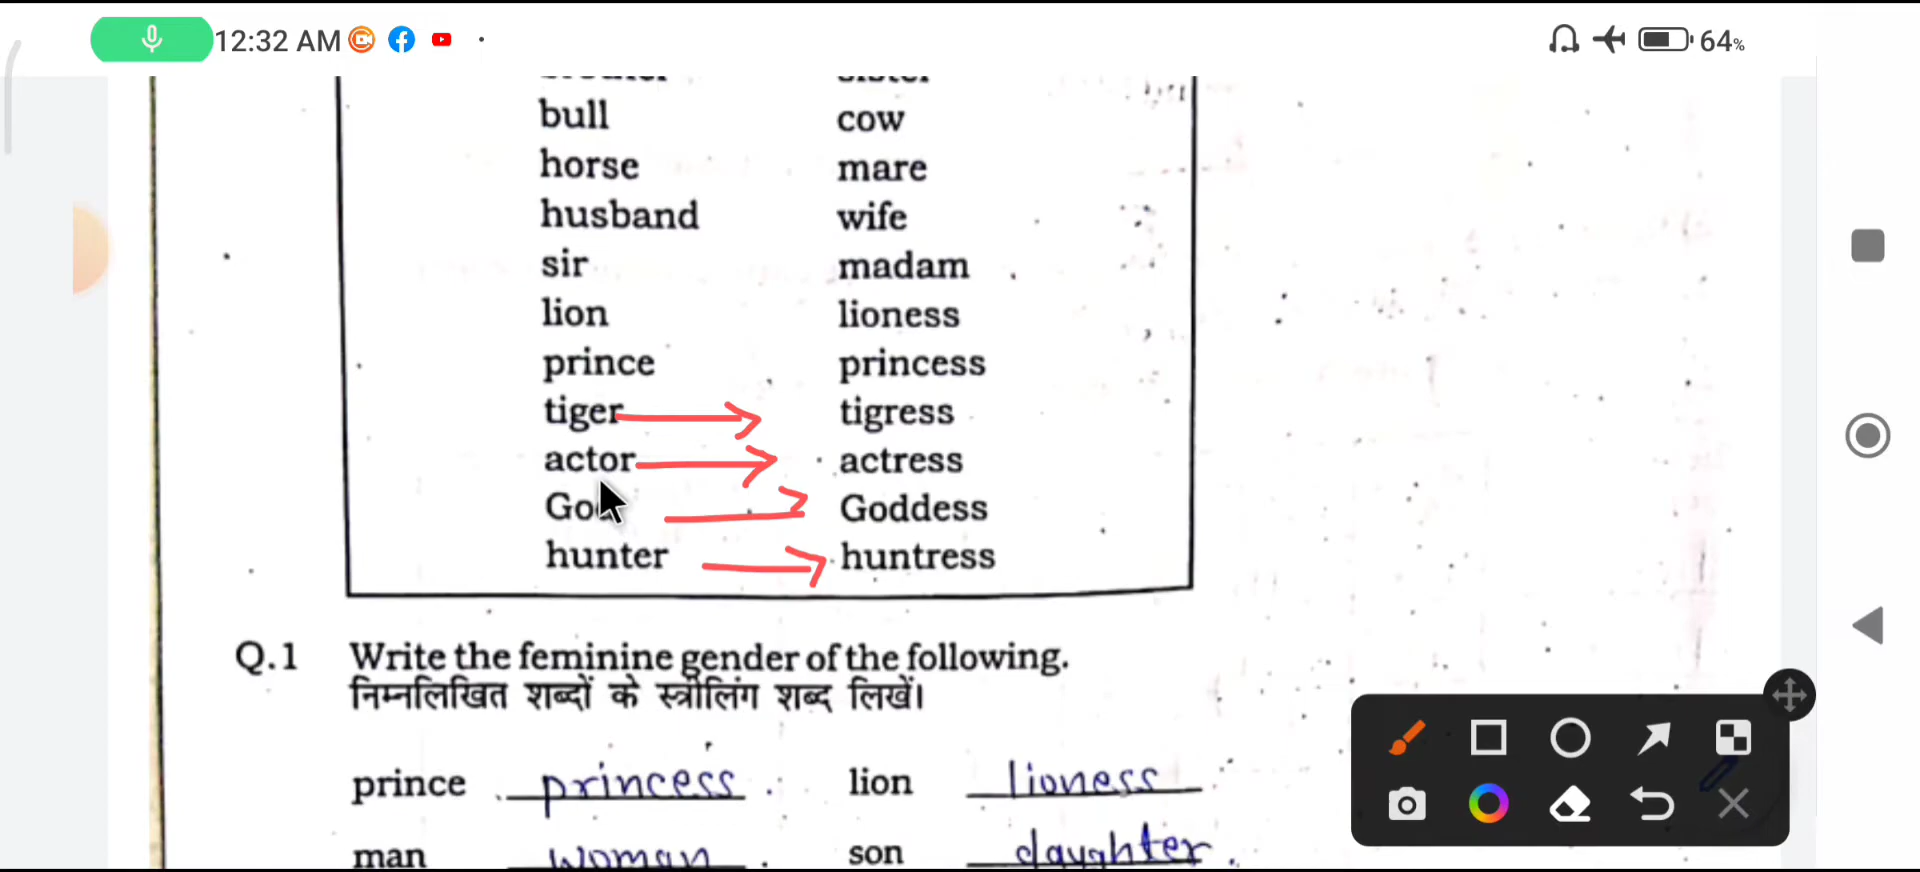 12:32 AM
64%
bull cow
horse mare
husband wife
sir madam
lion lioness
prince princess
tiger tigress
actor actress
Goddess
hunter huntress
Q.1 Write the feminine gender of the following.
निम्नलिखित शब्दों के स्त्रीलिंग शब्द लिखें।
prince princess lion lioness
man woman son daughter.